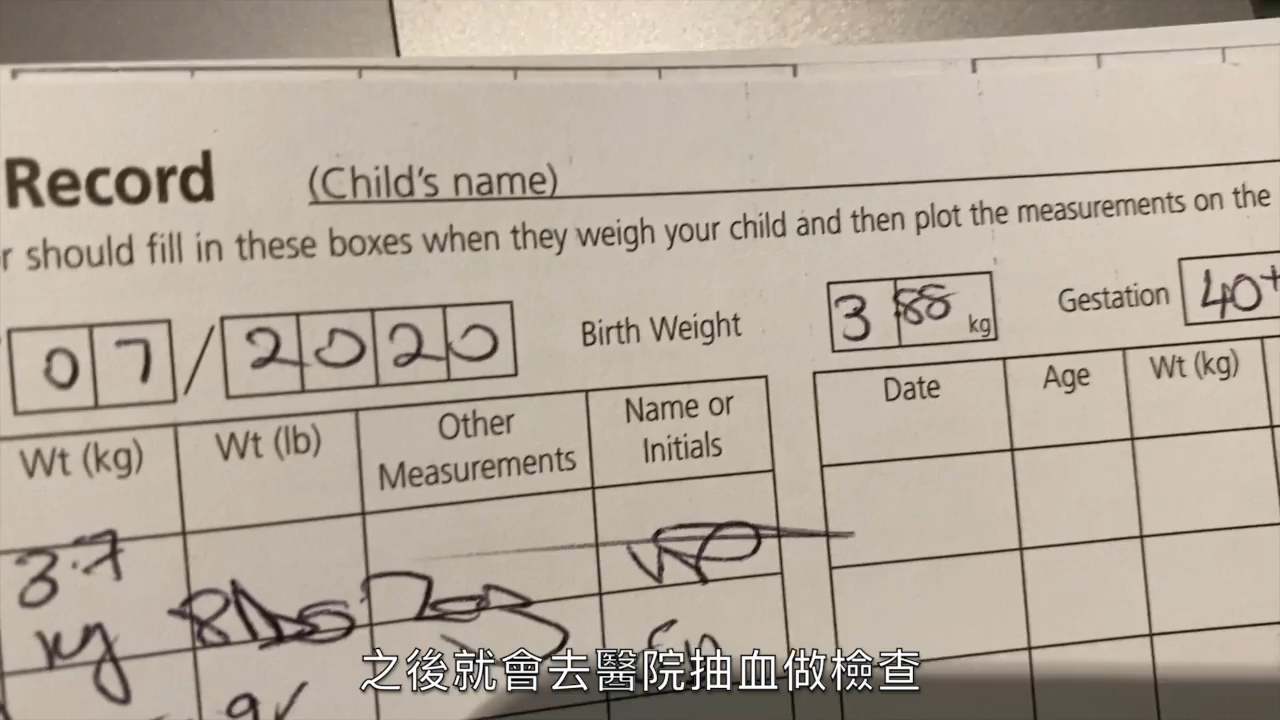 Record (Child's name)
r should fill in these boxes when they weigh your child and then plot the measurements on the
07/2020 Birth Weight 3 88 kg Gestation 40+
Wt (kg) Wt (lb) Other Measurements Name or Initials Date Age Wt (kg)
3.7 kg 8lbs 2oz
之後就會去醫院抽血做檢查